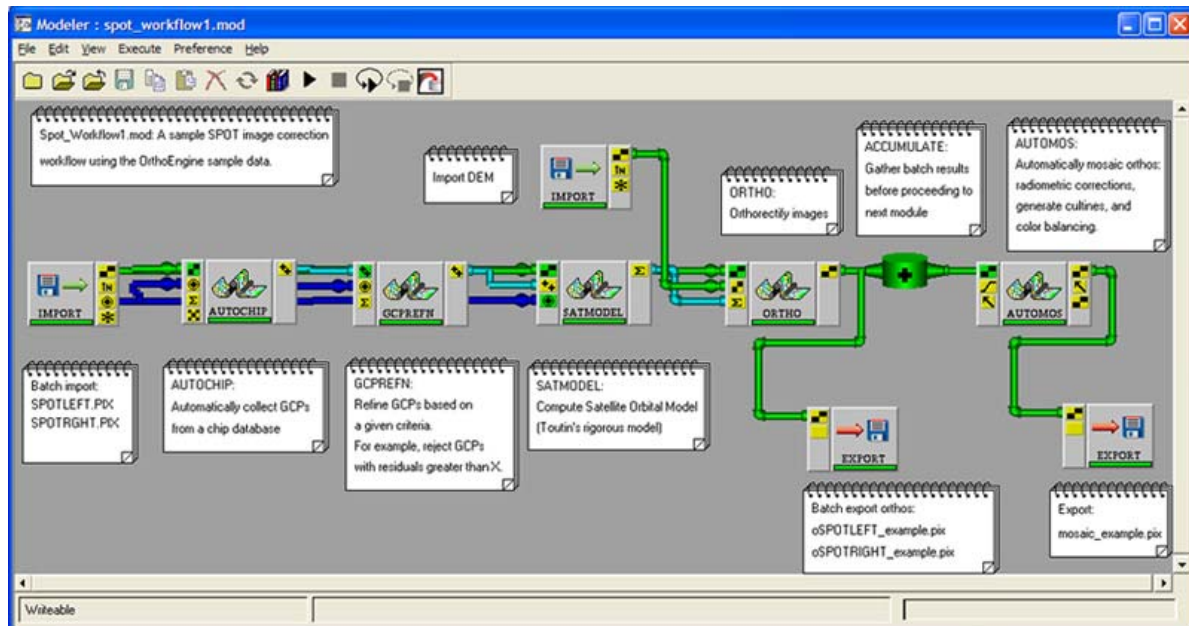 Modeler : spot_workflow1.mod
File Edit View Execute Preference Help
Spot_Workflow1.mod: A sample SPOT image correction
workflow using the OrthoEngine sample data.
Import DEM
IMPORT
ORTHO:
Orthorectify images
ACCUMULATE:
Gather batch results
before proceeding to
next module
AUTOMOS:
Automatically mosaic orthos:
radiometric corrections,
generate cutlines, and
color balancing.
IMPORT
AUTOCHIP
GCPREFN
SATMODEL
ORTHO
AUTOMOS
Batch import:
SPOTLEFT.PIX
SPOTRGHT.PIX
AUTOCHIP:
Automatically collect GCPs
from a chip database
GCPREFN:
Refine GCPs based on
a given criteria.
For example, reject GCPs
with residuals greater than X.
SATMODEL:
Compute Satellite Orbital Model
(Toutin's rigorous model)
EXPORT
EXPORT
Batch export orthos:
oSPOTLEFT_example.pix
oSPOTRIGHT_example.pix
Export:
mosaic_example.pix
Writeable